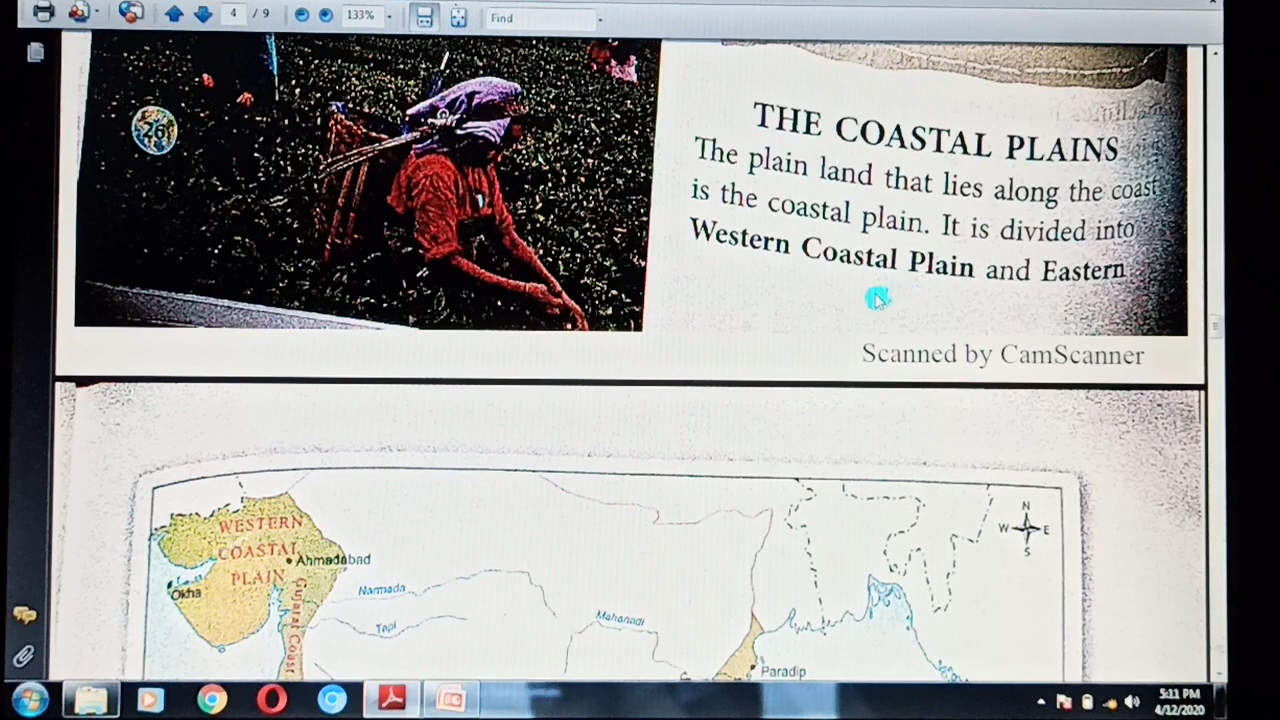 4 / 9
133%
Find
26
THE COASTAL PLAINS
The plain land that lies along the coast
is the coastal plain. It is divided into
Western Coastal Plain and Eastern
Scanned by CamScanner
WESTERN
COASTAL
PLAIN
Ahmadabad
Okha
Gujarat Coast
Narmada
Tapi
Mahanadi
Paradip
N
W E
S
5:11 PM
4/12/2020